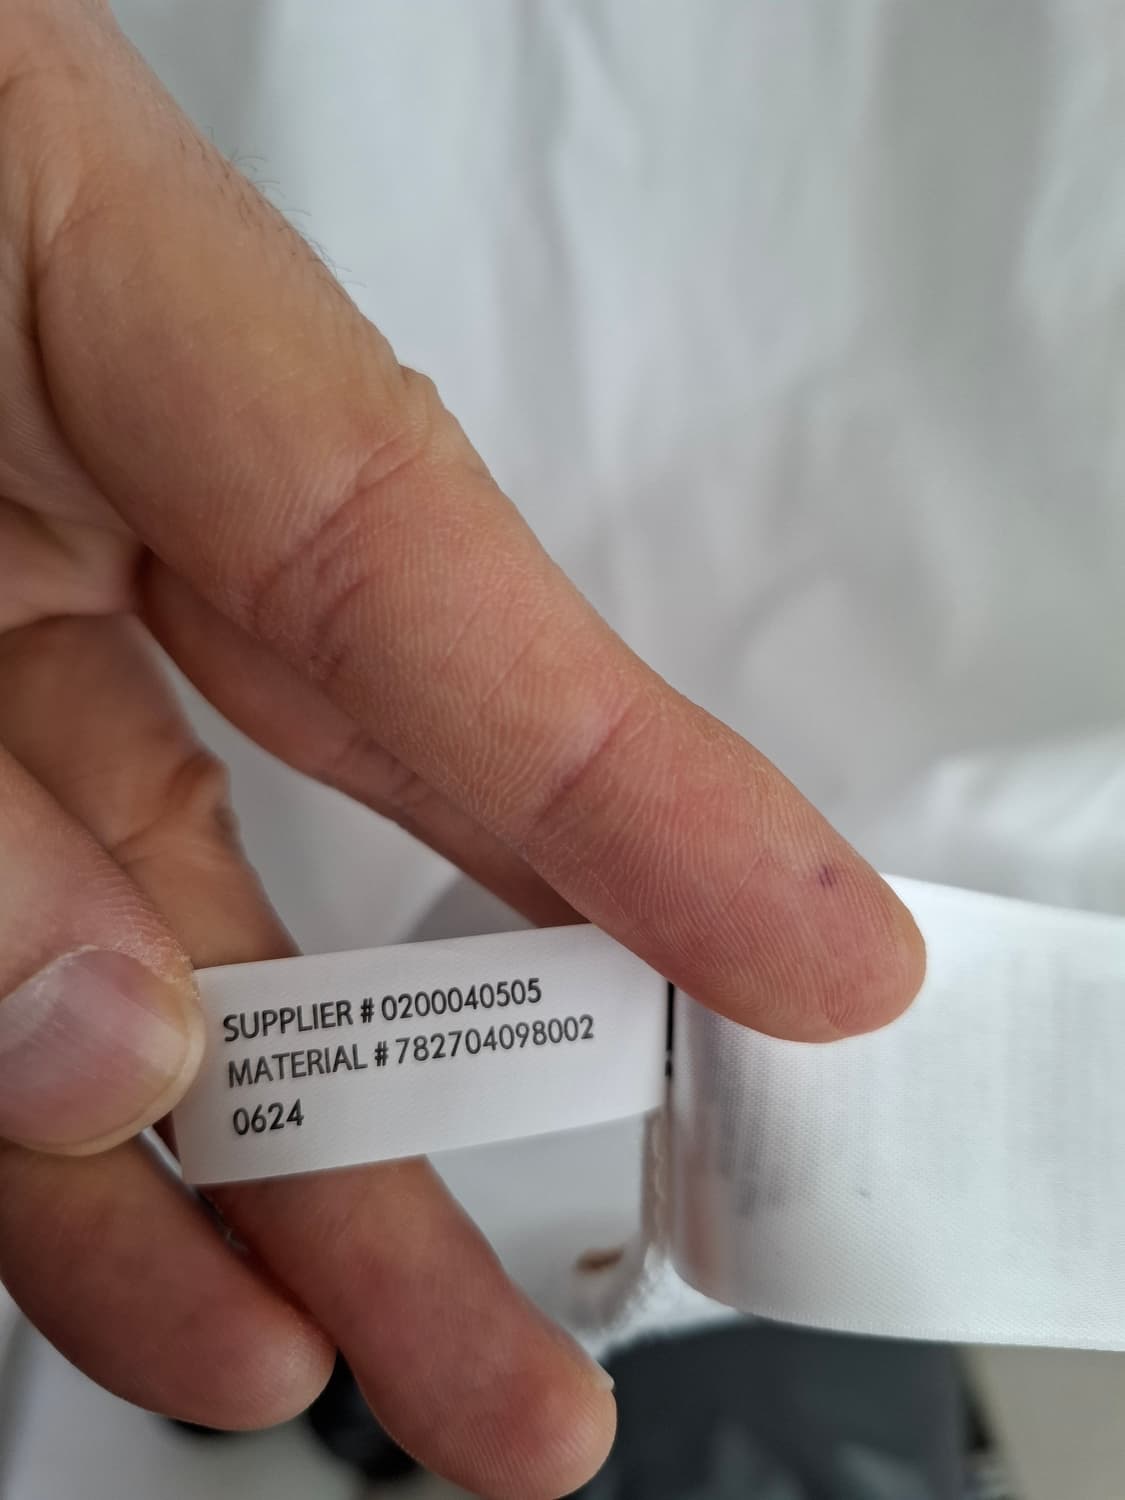 SUPPLIER # 0200040505
MATERIAL # 782704098002
0624